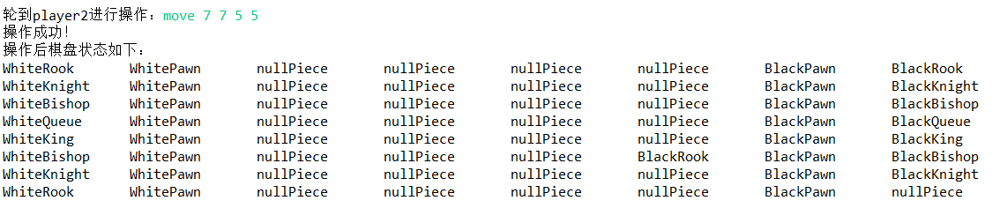 轮到player2进行操作：move 7 7 5 5
操作成功!
操作后棋盘状态如下：
WhiteRook WhitePawn nullPiece nullPiece nullPiece nullPiece BlackPawn BlackRook
WhiteKnight WhitePawn nullPiece nullPiece nullPiece nullPiece BlackPawn BlackKnight
WhiteBishop WhitePawn nullPiece nullPiece nullPiece nullPiece BlackPawn BlackBishop
WhiteQueue WhitePawn nullPiece nullPiece nullPiece nullPiece BlackPawn BlackQueue
WhiteKing WhitePawn nullPiece nullPiece nullPiece nullPiece BlackPawn BlackKing
WhiteBishop WhitePawn nullPiece nullPiece nullPiece BlackRook BlackPawn BlackBishop
WhiteKnight WhitePawn nullPiece nullPiece nullPiece nullPiece BlackPawn BlackKnight
WhiteRook WhitePawn nullPiece nullPiece nullPiece nullPiece BlackPawn nullPiece